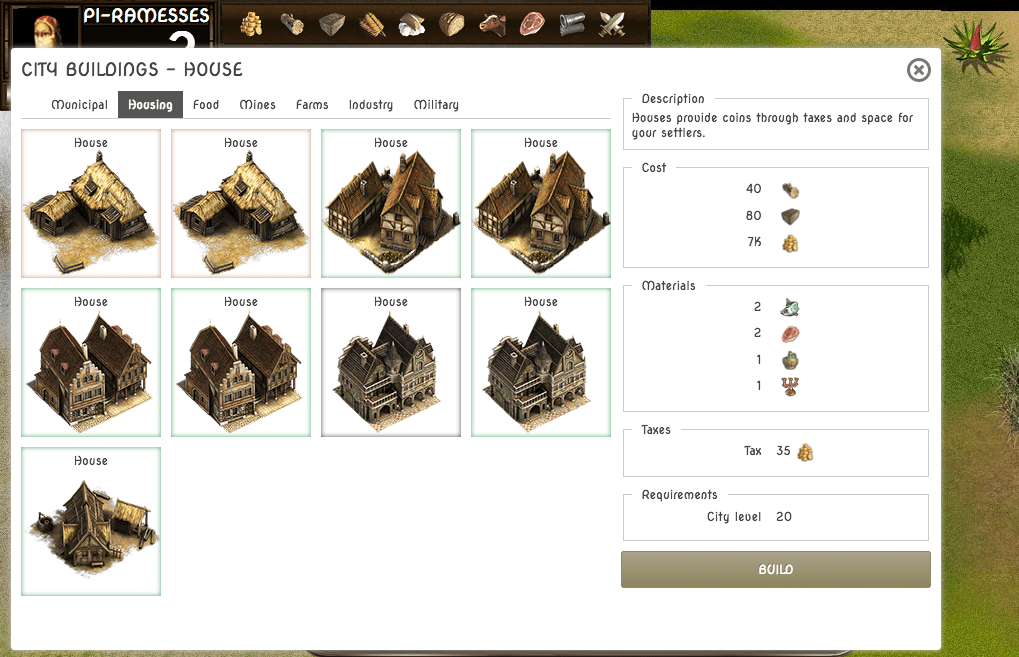 PI-RAMESSES
2
CITY BUILDINGS - HOUSE
Municipal Housing Food Mines Farms Industry Military
House House House House
House House House House
House
Description
Houses provide coins through taxes and space for
your settlers.
Cost
40
80
7K
Materials
2
2
1
1
Taxes
Tax 35
Requirements
City level 20
BUILD